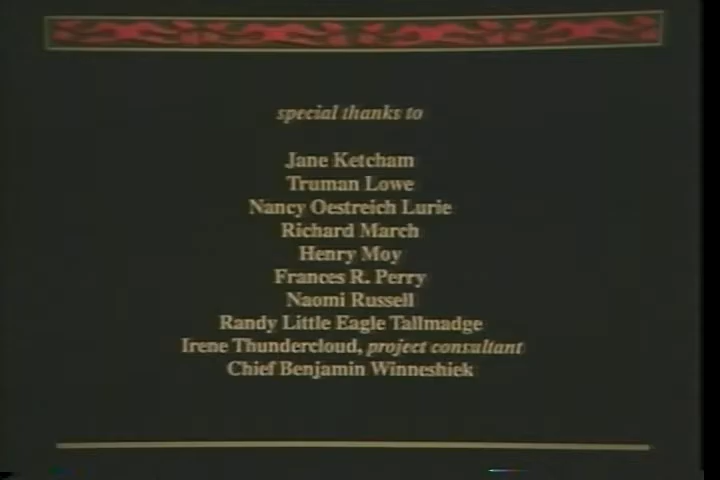 special thanks to
Jane Ketcham
Truman Lowe
Nancy Oestreich Lurie
Richard March
Henry Moy
Frances R. Perry
Naomi Russell
Randy Little Eagle Tallmadge
Irene Thundercloud, project consultant
Chief Benjamin Winneshiek